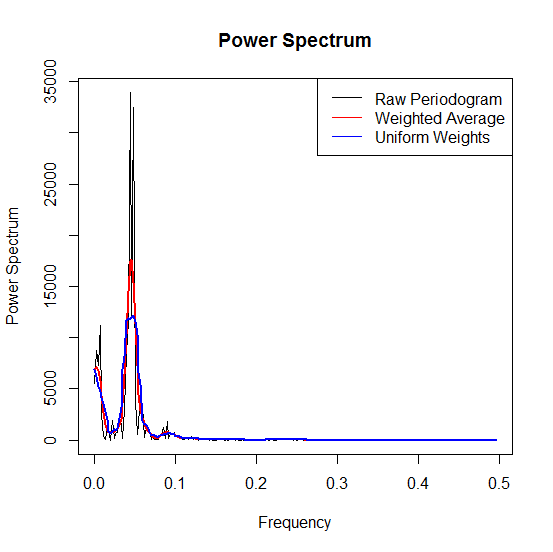 Power Spectrum
Raw Periodogram
Weighted Average
Uniform Weights
Power Spectrum
35000
25000
15000
5000
0
0.0 0.1 0.2 0.3 0.4 0.5
Frequency